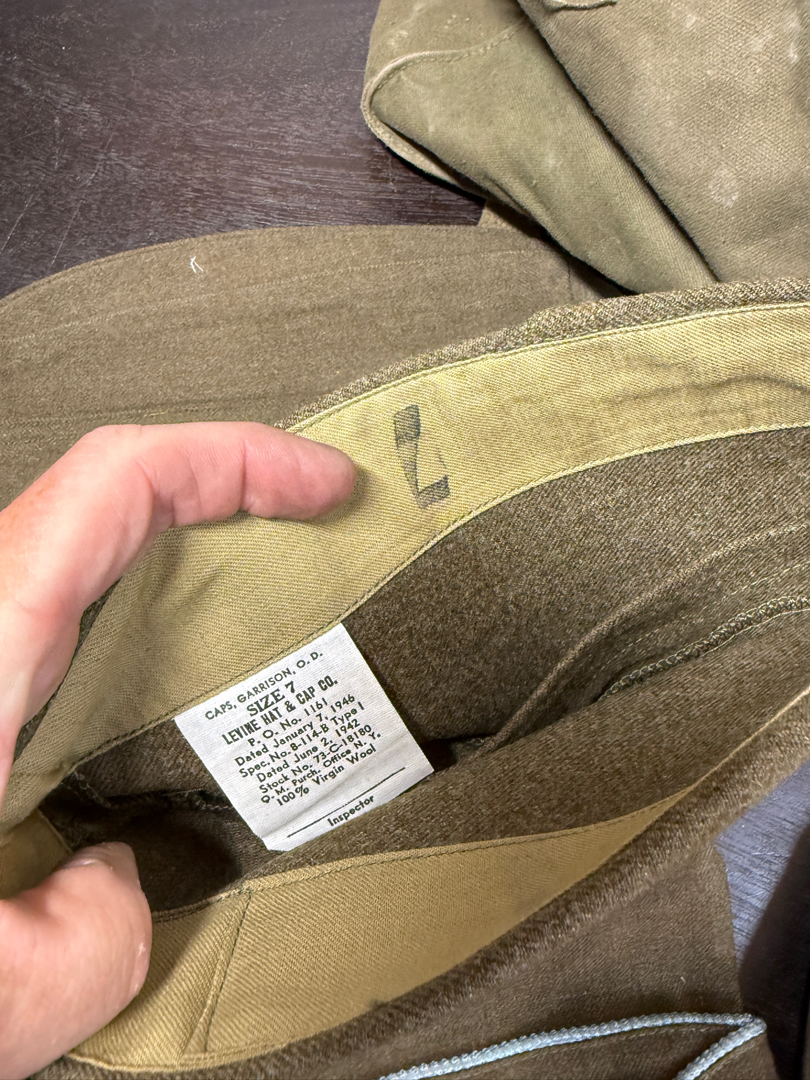 7
CAPS, GARRISON, O. D.
SIZE 7
LEVINE HAT & CAP CO.
P. O. No. 1161
Dated January 7, 1946
Spec. No. 8-114-B Type I
Dated June 2, 1942
Stock No. 73-C-18180
Q. M. Purch. Office N. Y.
100% Virgin Wool
Inspector